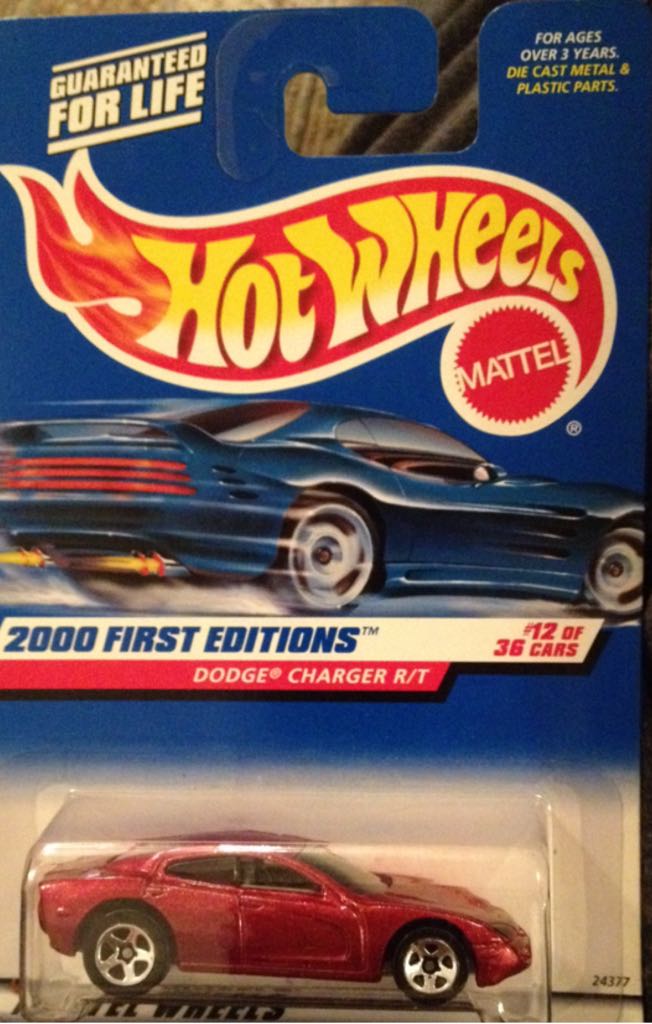 GUARANTEED
FOR LIFE
FOR AGES
OVER 3 YEARS.
DIE CAST METAL &
PLASTIC PARTS.
HOT WHEELS
MATTEL
®
2000 FIRST EDITIONS™
#12 OF
36 CARS
DODGE® CHARGER R/T
24377
WHEELS